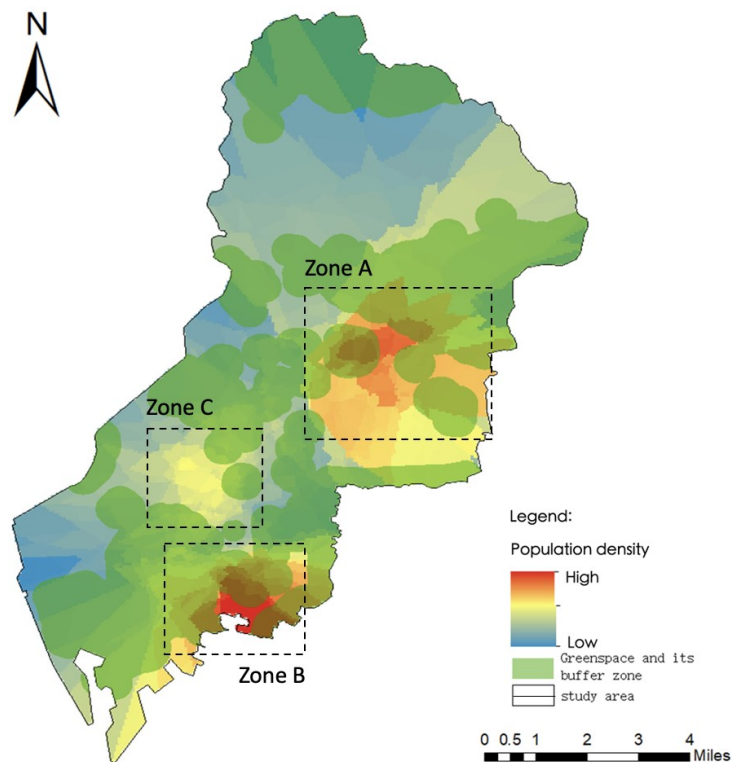 N
Zone A
Zone C
Zone B
Legend:
Population density
High
Low
Greenspace and its
buffer zone
study area
0 0.5 1 2 3 4
Miles